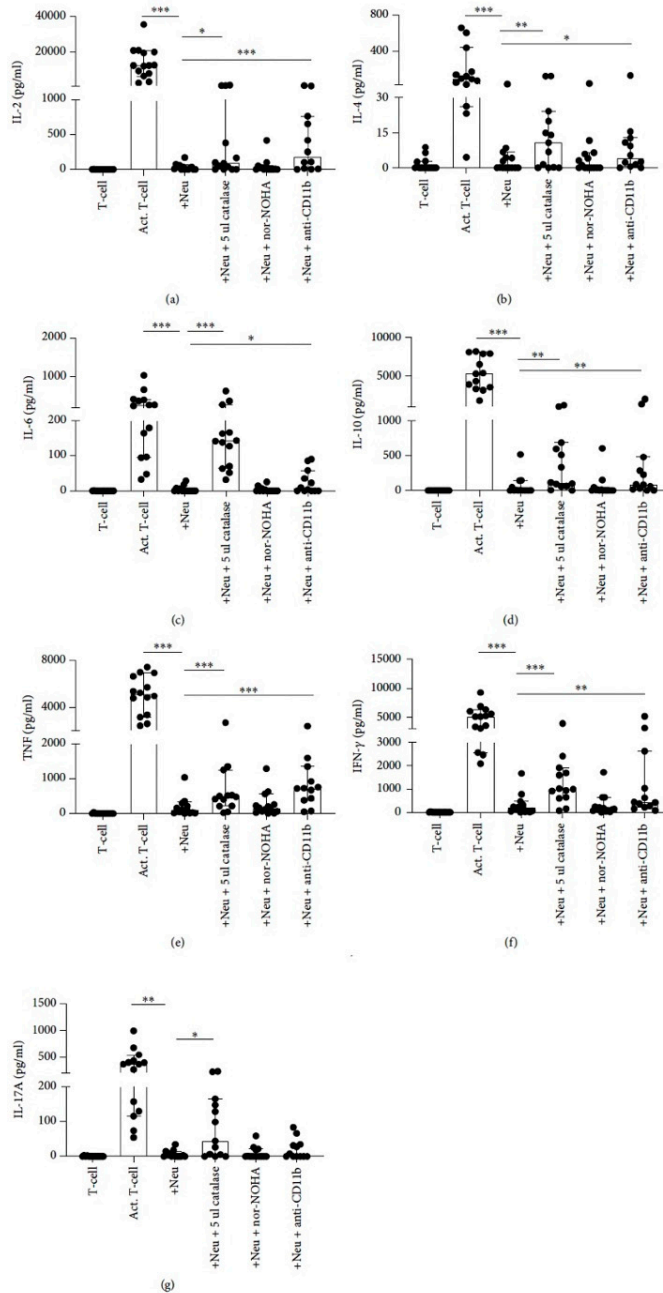 ***
*
***
40000
20000
0
1000
500
0
IL-2 (pg/ml)
T-cell
Act. T-cell
+Neu
+Neu + 5 ul catalase
+Neu + nor-NOHA
+Neu + anti-CD11b
(a)
***
**
*
800
400
30
15
0
IL-4 (pg/ml)
T-cell
Act. T-cell
+Neu
+Neu + 5 ul catalase
+Neu + nor-NOHA
+Neu + anti-CD11b
(b)
***
***
*
2000
1000
200
100
0
IL-6 (pg/ml)
T-cell
Act. T-cell
+Neu
+Neu + 5 ul catalase
+Neu + nor-NOHA
+Neu + anti-CD11b
(c)
***
**
**
10000
5000
1000
500
0
IL-10 (pg/ml)
T-cell
Act. T-cell
+Neu
+Neu + 5 ul catalase
+Neu + nor-NOHA
+Neu + anti-CD11b
(d)
***
***
***
8000
4000
2000
1000
0
TNF (pg/ml)
T-cell
Act. T-cell
+Neu
+Neu + 5 ul catalase
+Neu + nor-NOHA
+Neu + anti-CD11b
(e)
***
***
**
15000
10000
5000
3000
2000
1000
0
IFN-γ (pg/ml)
T-cell
Act. T-cell
+Neu
+Neu + 5 ul catalase
+Neu + nor-NOHA
+Neu + anti-CD11b
(f)
**
*
1500
1000
500
200
100
0
IL-17A (pg/ml)
T-cell
Act. T-cell
+Neu
+Neu + 5 ul catalase
+Neu + nor-NOHA
+Neu + anti-CD11b
(g)